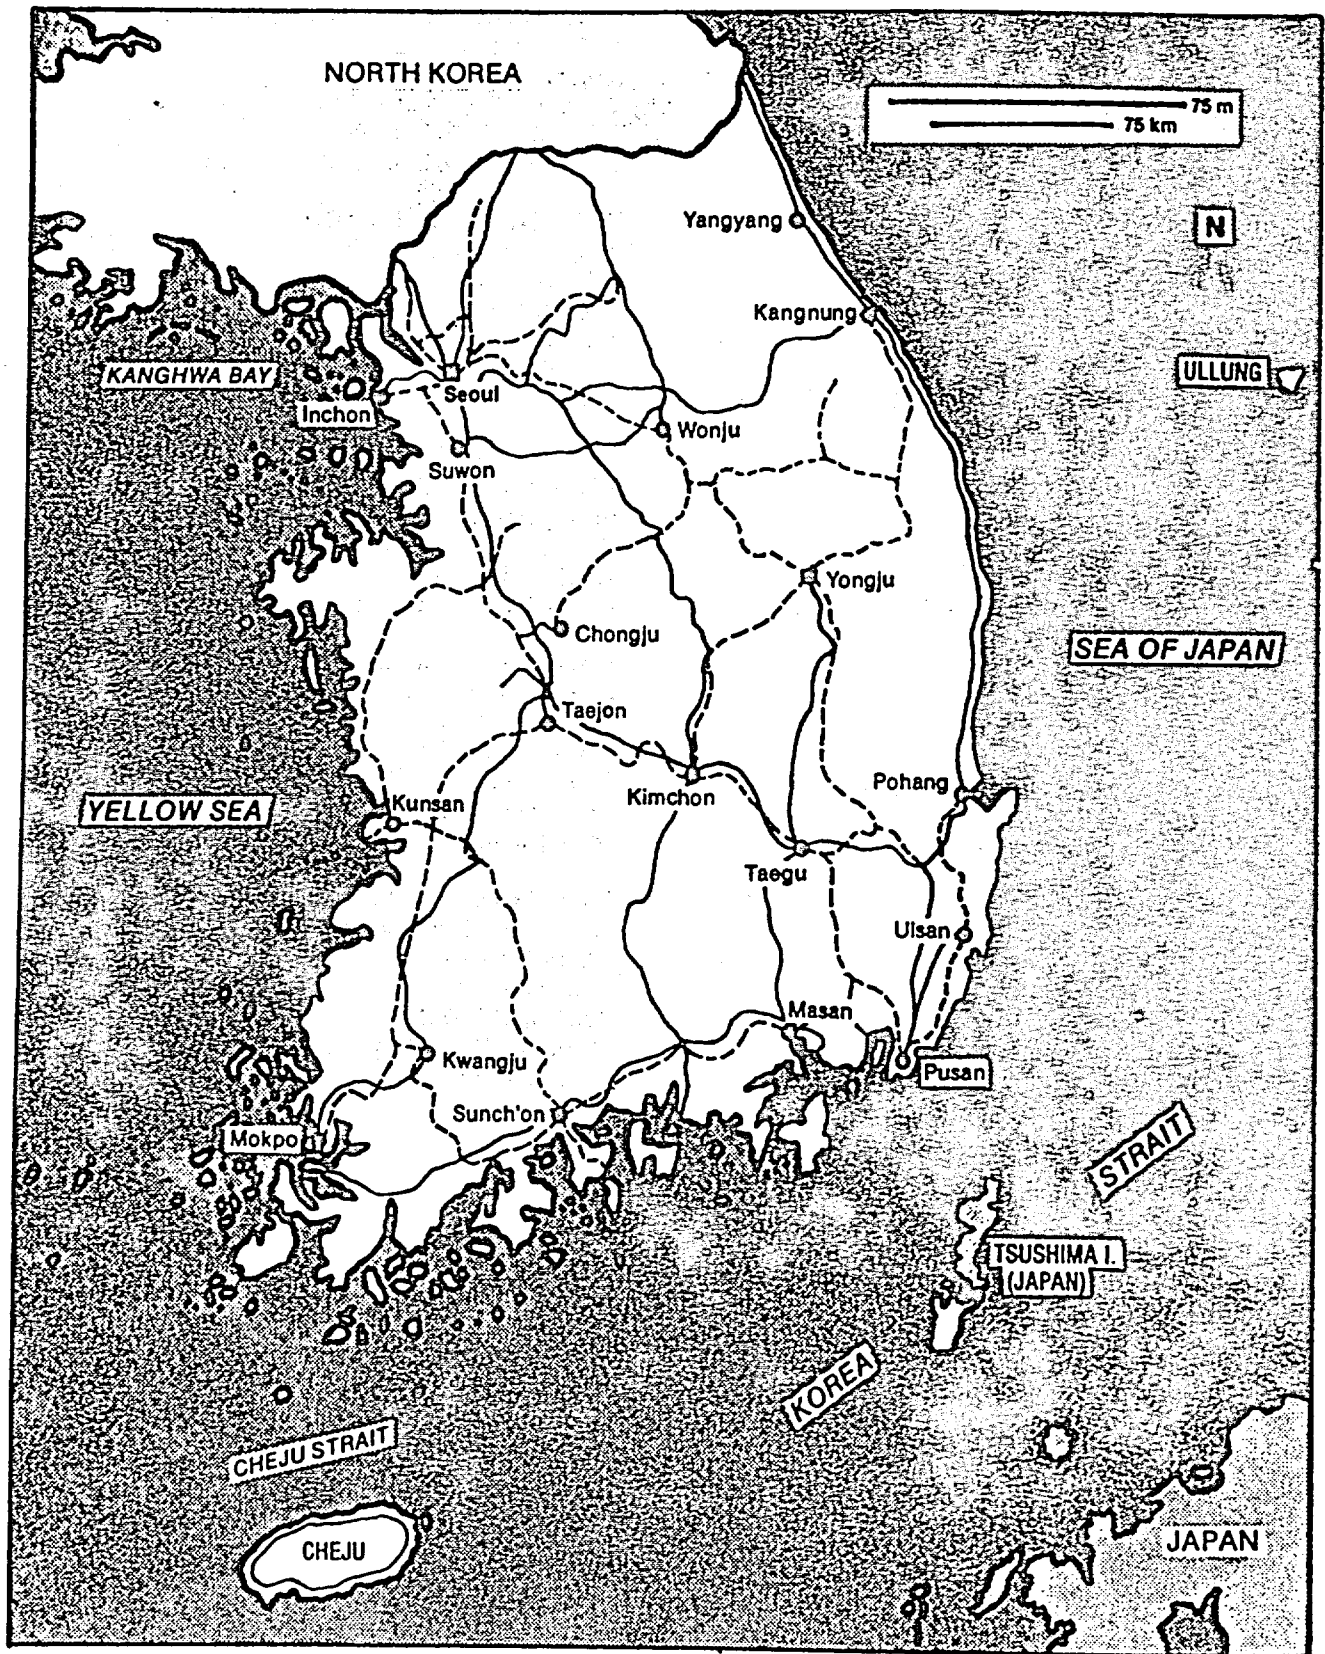 NORTH KOREA
75 m
75 km
Yangyang
N
Kangnung
KANGHWA BAY
ULLUNG
Seoul
Inchon
Wonju
Suwon
Yongju
Chongju
SEA OF JAPAN
Taejon
Pohang
Kimchon
YELLOW SEA
Kunsan
Taegu
Ulsan
Masan
Kwangju
Pusan
Sunch'on
Mokpo
STRAIT
TSUSHIMA I.
(JAPAN)
KOREA
CHEJU STRAIT
JAPAN
CHEJU